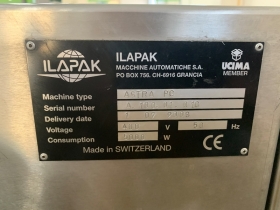 ILAPAK
ILAPAK
MACCHINE AUTOMATICHE S.A.
PO BOX 756, CH-6916 GRANCIA
UCIMA
MEMBER
Machine type
Serial number
Delivery date
Voltage V Hz
Consumption W
Made in SWITZERLAND